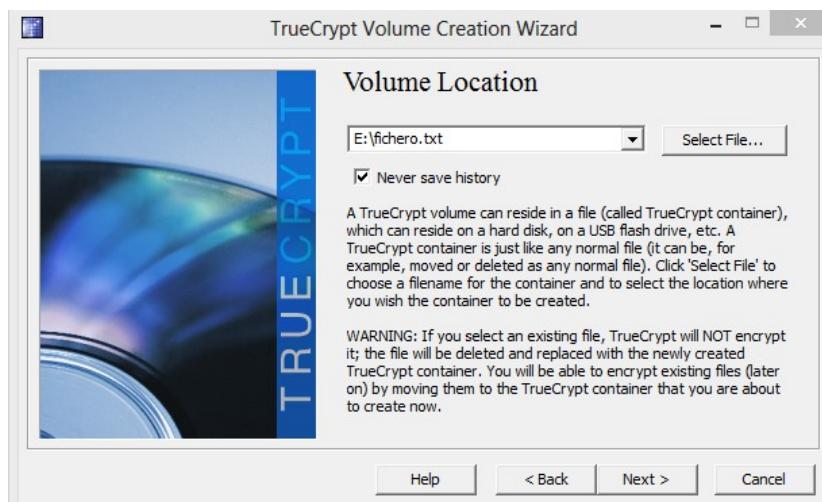 TrueCrypt Volume Creation Wizard
TRUECRYPT
Volume Location
E:\fichero.txt
Select File...
Never save history
A TrueCrypt volume can reside in a file (called TrueCrypt container),
which can reside on a hard disk, on a USB flash drive, etc. A
TrueCrypt container is just like any normal file (it can be, for
example, moved or deleted as any normal file). Click 'Select File' to
choose a filename for the container and to select the location where
you wish the container to be created.
WARNING: If you select an existing file, TrueCrypt will NOT encrypt
it; the file will be deleted and replaced with the newly created
TrueCrypt container. You will be able to encrypt existing files (later
on) by moving them to the TrueCrypt container that you are about
to create now.
Help
< Back
Next >
Cancel